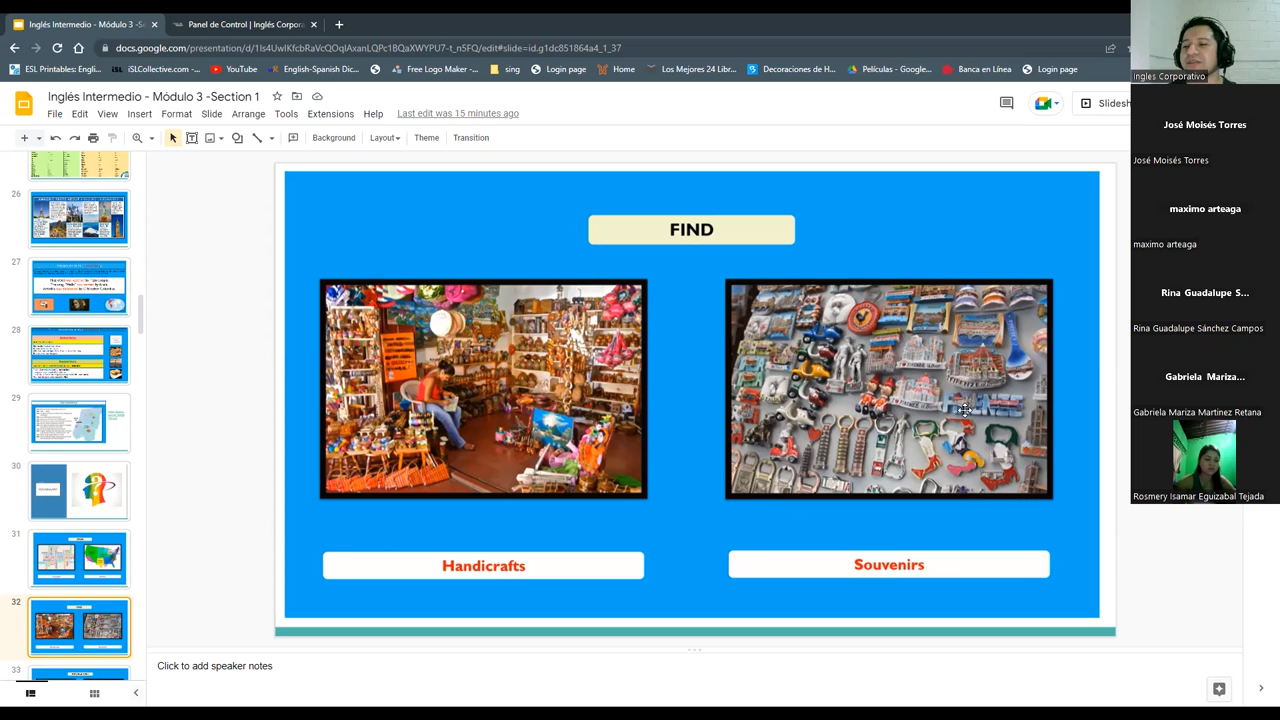 Inglés Intermedio - Módulo 3 -Se
Panel de Control | Inglés Corpora
docs.google.com/presentation/d/1Is4UwIKfcbRaVcQOqIAxanLQPc1BQaXWYPU7-t_n5FQ/edit#slide=id.g1dc851864a4_1_37
ESL Printables: Engli...
iSLCollective.com -...
YouTube
English-Spanish Dic...
Free Logo Maker -...
sing
Login page
Home
Los Mejores 24 Libr...
Decoraciones de H...
Películas - Google...
Banca en Línea
Login page
Inglés Intermedio - Módulo 3 -Section 1
File Edit View Insert Format Slide Arrange Tools Extensions Help Last edit was 15 minutes ago
Slidesh
Background Layout Theme Transition
26
27
28
29
30
31
32
33
FIND
Handicrafts
Souvenirs
Click to add speaker notes
Ingles Corporativo
José Moisés Torres
José Moisés Torres
maximo arteaga
maximo arteaga
Rina Guadalupe S...
Rina Guadalupe Sánchez Campos
Gabriela Mariza...
Gabriela Mariza Martinez Retana
Rosmery Isamar Eguizabal Tejada